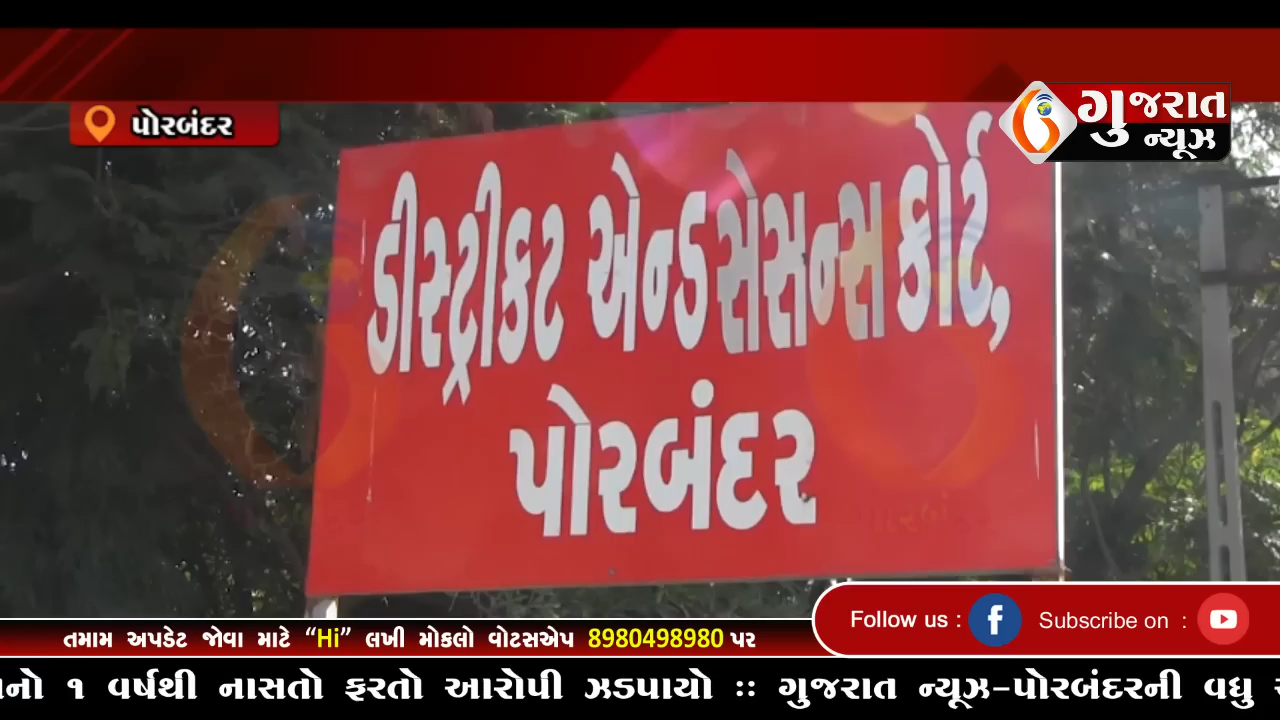 પોરબંદર
ગુજરાત
ન્યૂઝ
ડીસ્ટ્રીકટ એન્ડ સેસન્સ કોર્ટ,
પોરબંદર
Follow us :
Subscribe on :
તમામ અપડેટ જોવા માટે “Hi” લખી મોકલો વોટસએપ 8980498980 પર
૧ વર્ષથી નાસતો ફરતો આરોપી ઝડપાયો :: ગુજરાત ન્યૂઝ-પોરબંદરની વધુ